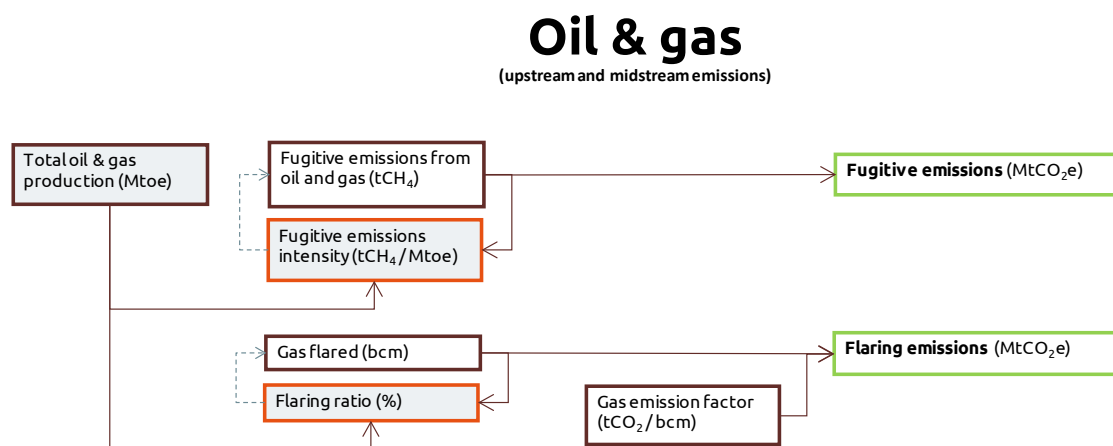 Oil & gas
(upstream and midstream emissions)
Total oil & gas
production (Mtoe)
Fugitive emissions from
oil and gas (tCH₄)
Fugitive emissions
intensity (tCH₄ / Mtoe)
Fugitive emissions (MtCO₂e)
Gas flared (bcm)
Flaring ratio (%)
Gas emission factor
(tCO₂ / bcm)
Flaring emissions (MtCO₂e)